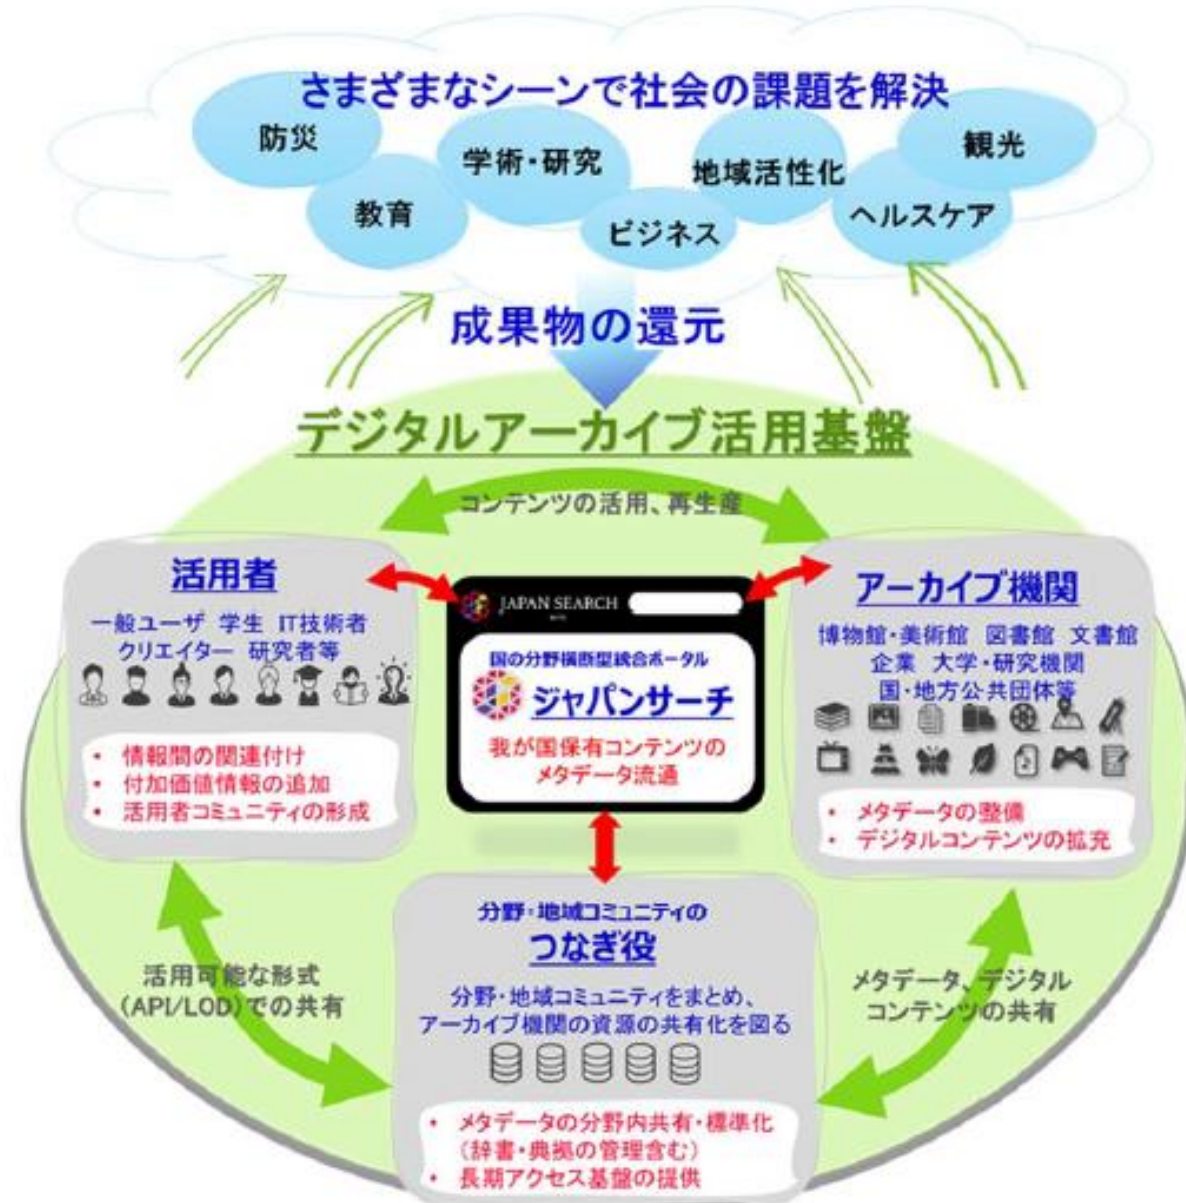 さまざまなシーンで社会の課題を解決
防災
学術・研究
地域活性化
観光
教育
ビジネス
ヘルスケア
成果物の還元
デジタルアーカイブ活用基盤
コンテンツの活用、再生産
活用者
一般ユーザ 学生 IT技術者
クリエイター 研究者等
・ 情報間の関連付け
・ 付加価値情報の追加
・ 活用者コミュニティの形成
JAPAN SEARCH
国の分野横断型統合ポータル
ジャパンサーチ
我が国保有コンテンツの
メタデータ流通
アーカイブ機関
博物館・美術館 図書館 文書館
企業 大学・研究機関
国・地方公共団体等
・ メタデータの整備
・ デジタルコンテンツの拡充
分野・地域コミュニティの
つなぎ役
分野・地域コミュニティをまとめ、
アーカイブ機関の資源の共有化を図る
・ メタデータの分野内共有・標準化
(辞書・典拠の管理含む)
・ 長期アクセス基盤の提供
活用可能な形式
(API/LOD)での共有
メタデータ、デジタル
コンテンツの共有